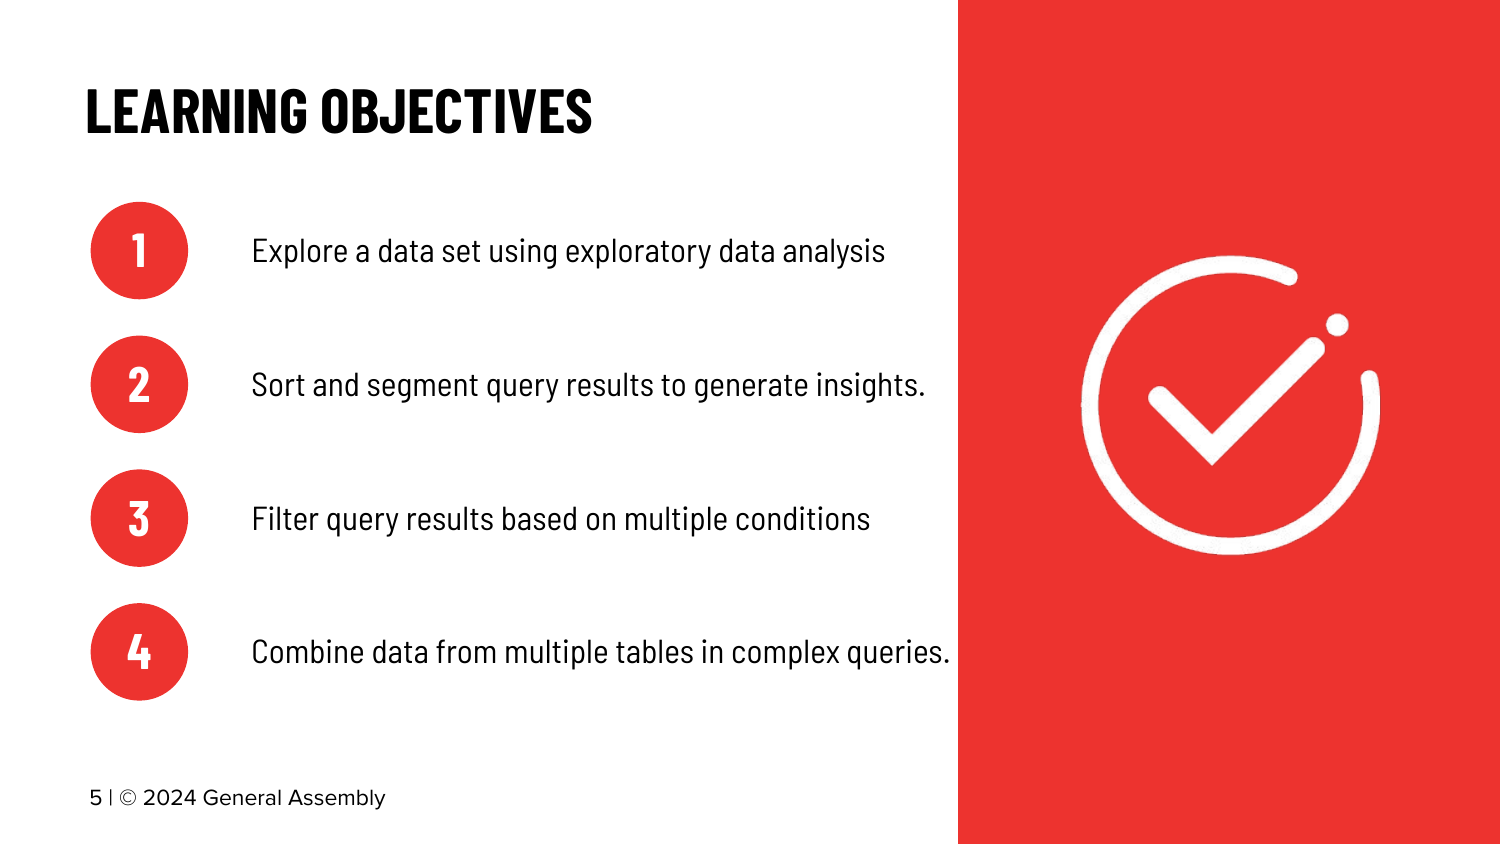 LEARNING OBJECTIVES
1
Explore a data set using exploratory data analysis
2
Sort and segment query results to generate insights.
3
Filter query results based on multiple conditions
4
Combine data from multiple tables in complex queries.
5 | © 2024 General Assembly